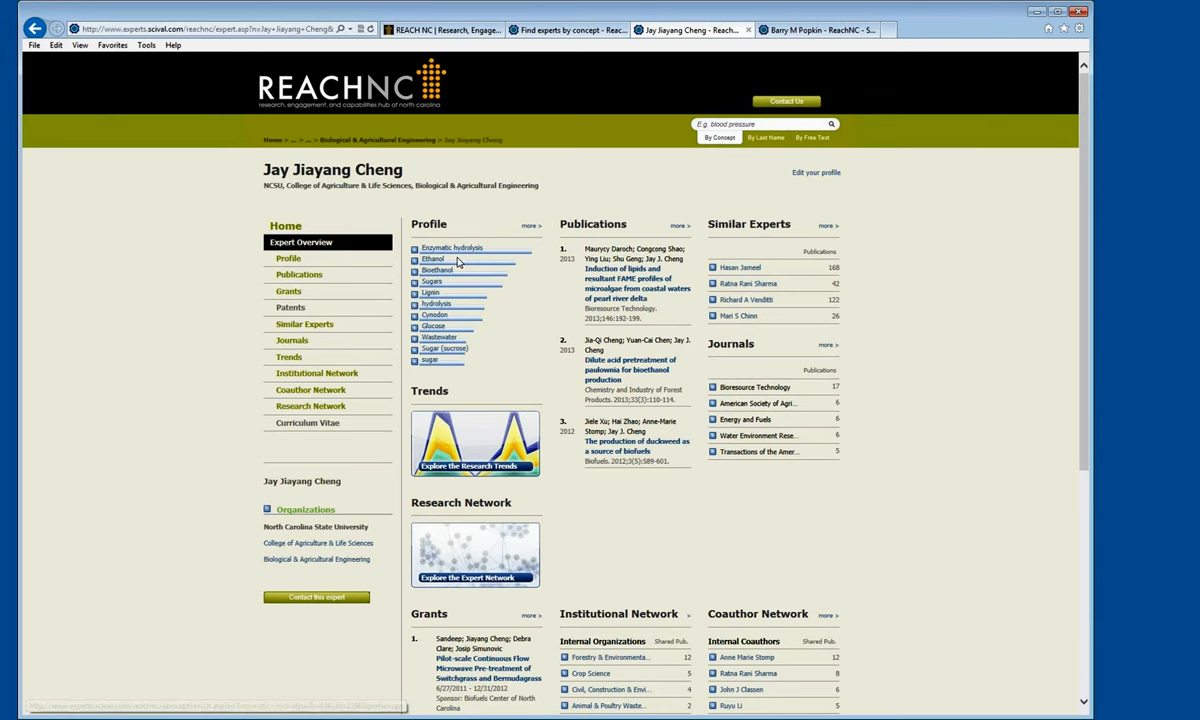 http://www.experts.scival.com/reachnc/expert.asp?n=Jay+Jiayang+Cheng&
REACH NC | Research, Engage...
Find experts by concept - Reac...
Jay Jiayang Cheng - Reach...
Barry M Popkin - ReachNC - S...
File Edit View Favorites Tools Help
REACHNC
research, engagement, and capabilities hub of north carolina
Contact Us
E.g. blood pressure
By Concept By Last Name By Free Text
Home > ... > ... > Biological & Agricultural Engineering > Jay Jiayang Cheng
Jay Jiayang Cheng
NCSU, College of Agriculture & Life Sciences, Biological & Agricultural Engineering
Edit your profile
Home
Expert Overview
Profile
Publications
Grants
Patents
Similar Experts
Journals
Trends
Institutional Network
Coauthor Network
Research Network
Curriculum Vitae
Jay Jiayang Cheng
Organizations
North Carolina State University
College of Agriculture & Life Sciences
Biological & Agricultural Engineering
Contact this expert
Profile more >
Enzymatic hydrolysis
Ethanol
Bioethanol
Sugars
Lignin
hydrolysis
Cynodon
Glucose
Wastewater
Sugar (sucrose)
sugar
Trends
Explore the Research Trends
Research Network
Explore the Expert Network
Grants more >
1. Sandeep; Jiayang Cheng; Debra
Clare; Josip Simunovic
Pilot-scale Continuous Flow
Microwave Pre-treatment of
Switchgrass and Bermudagrass
6/27/2011 - 12/31/2012
Sponsor: Biofuels Center of North
Carolina
Publications more >
1. Maurycy Daroch; Congcong Shao;
2013 Ying Liu; Shu Geng; Jay J. Cheng
Induction of lipids and
resultant FAME profiles of
microalgae from coastal waters
of pearl river delta
Bioresource Technology.
2013;146:192-199.
2. Jia-Qi Cheng; Yuan-Cai Chen; Jay J.
2013 Cheng
Dilute acid pretreatment of
paulownia for bioethanol
production
Chemistry and Industry of Forest
Products. 2013;33(3):110-114.
3. Jiele Xu; Hai Zhao; Anne-Marie
2012 Stomp; Jay J. Cheng
The production of duckweed as
a source of biofuels
Biofuels. 2012;3(5):589-601.
Institutional Network >
Internal Organizations Shared Pub.
Forestry & Environmenta... 12
Crop Science 5
Civil, Construction & Envi... 4
Animal & Poultry Waste... 2
Similar Experts more >
Publications
Hasan Jameel 168
Ratna Rani Sharma 42
Richard A Venditti 122
Mari S Chinn 26
Journals more >
Publications
Bioresource Technology 17
American Society of Agri... 6
Energy and Fuels 6
Water Environment Rese... 6
Transactions of the Amer... 5
Coauthor Network more >
Internal Coauthors Shared Pub.
Anne Marie Stomp 12
Ratna Rani Sharma 8
John J Classen 6
Ruyu Li 5